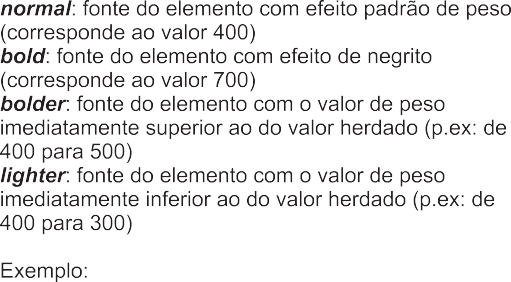 normal: fonte do elemento com efeito padrão de peso
(corresponde ao valor 400)
bold: fonte do elemento com efeito de negrito
(corresponde ao valor 700)
bolder: fonte do elemento com o valor de peso
imediatamente superior ao do valor herdado (p.ex: de
400 para 500)
lighter: fonte do elemento com o valor de peso
imediatamente inferior ao do valor herdado (p.ex: de
400 para 300)
Exemplo: